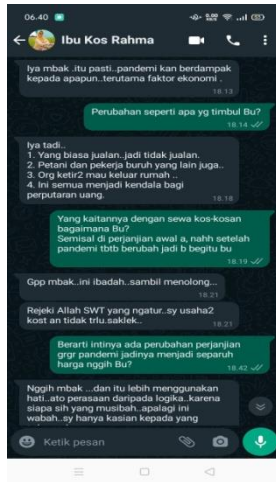 06.40
Ibu Kos Rahma
Iya mbak .itu pasti..pandemi kan berdampak
kepada apapun..terutama faktor ekonomi .
18.13
Perubahan seperti apa yg timbul Bu?
18.14
Iya tadi..
1. Yang biasa jualan..jadi tidak jualan.
2. Petani dan pekerja buruh yang lain juga..
3. Org ketir2 mau keluar rumah ..
4. Ini semua menjadi kendala bagi
perputaran uang.
18.18
Yang kaitannya dengan sewa kos-kosan
bagaimana Bu?
Semisal di perjanjian awal a, nahh setelah
pandemi tbtb berubah jadi b begitu bu
18.19
Gpp mbak..ini ibadah..sambil menolong...
18.21
Rejeki Allah SWT yang ngatur..sy usaha2
kost an tidak trlu.saklek..
18.21
Berarti intinya ada perubahan perjanjian
grgr pandemi jadinya menjadi separuh
harga nggih Bu?
18.42
Nggih mbak ...dan itu lebih menggunakan
hati..ato perasaan daripada logika..karena
siapa sih yang musibah..apalagi ini
wabah..sy hanya kasian kepada yang
Ketik pesan